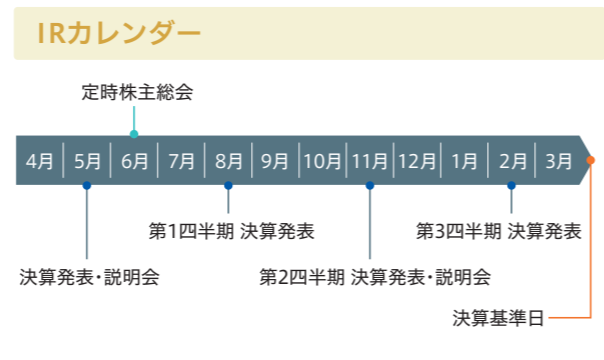 IRカレンダー
定時株主総会
4月 5月 6月 7月 8月 9月 10月 11月 12月 1月 2月 3月
第1四半期 決算発表
第3四半期 決算発表
決算発表・説明会
第2四半期 決算発表・説明会
決算基準日